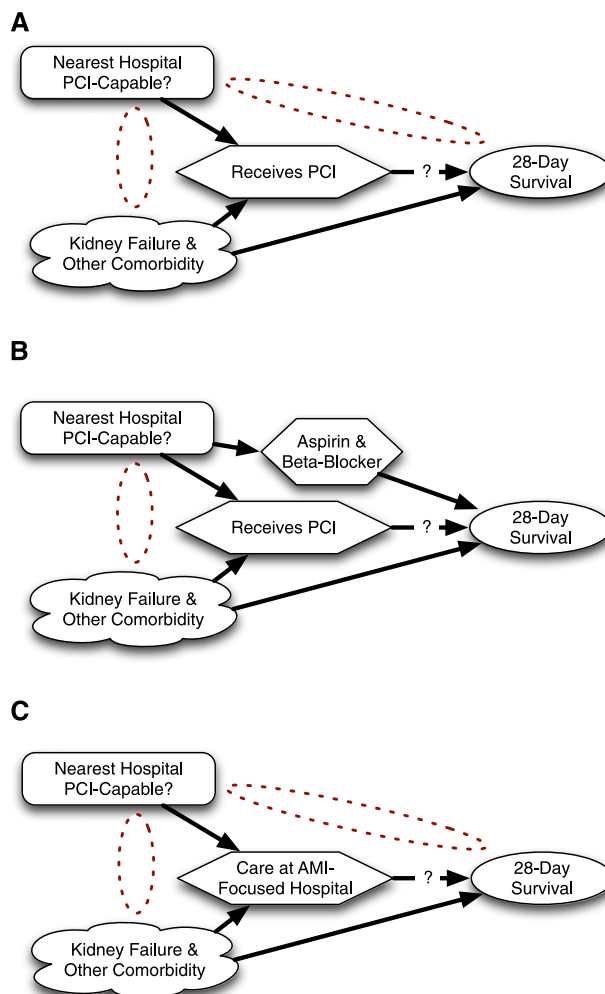 A
Nearest Hospital
PCI-Capable?
Receives PCI
?
28-Day
Survival
Kidney Failure &
Other Comorbidity
B
Nearest Hospital
PCI-Capable?
Aspirin &
Beta-Blocker
Receives PCI
?
28-Day
Survival
Kidney Failure &
Other Comorbidity
C
Nearest Hospital
PCI-Capable?
Care at AMI-
Focused Hospital
?
28-Day
Survival
Kidney Failure &
Other Comorbidity